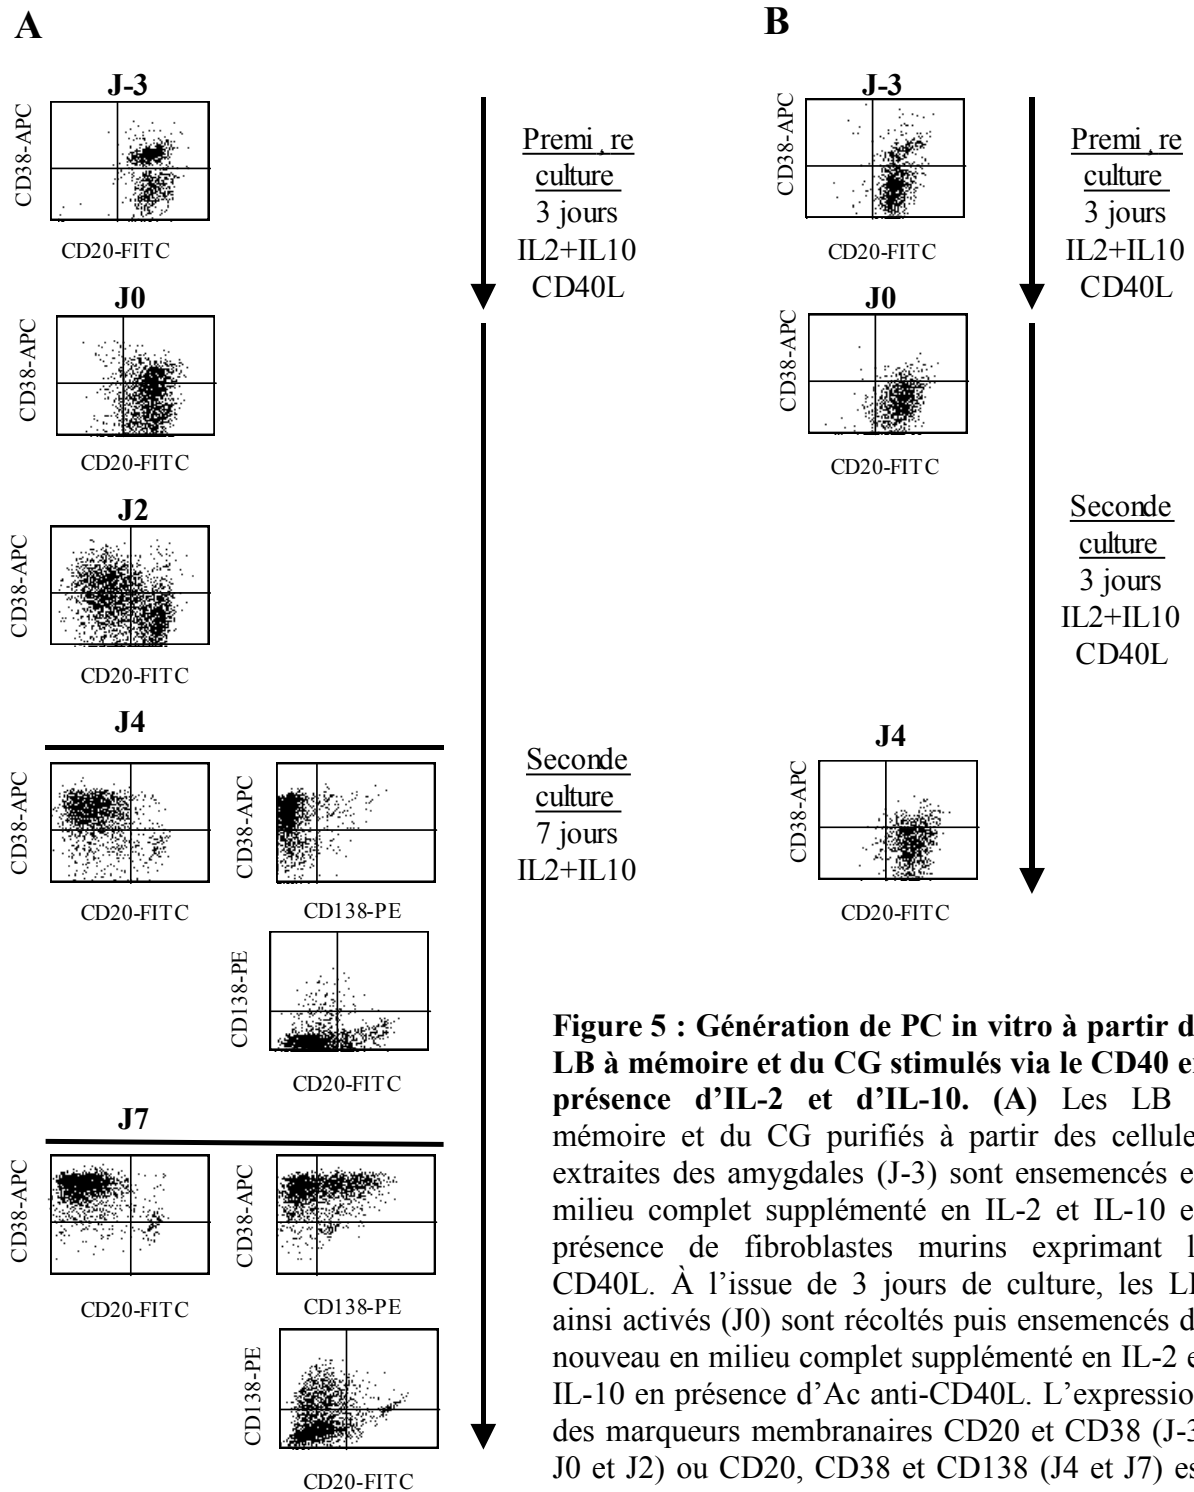 A
J-3
CD38-APC
CD20-FITC
J0
CD38-APC
CD20-FITC
J2
CD38-APC
CD20-FITC
J4
CD38-APC
CD20-FITC
CD38-APC
CD138-PE
CD138-PE
CD20-FITC
J7
CD38-APC
CD20-FITC
CD38-APC
CD138-PE
CD138-PE
CD20-FITC
Premi¸re
culture
3 jours
IL2+IL10
CD40L
Seconde
culture
7 jours
IL2+IL10
B
J-3
CD38-APC
CD20-FITC
J0
CD38-APC
CD20-FITC
J4
CD38-APC
CD20-FITC
Premi¸re
culture
3 jours
IL2+IL10
CD40L
Seconde
culture
3 jours
IL2+IL10
CD40L
Figure 5 : Génération de PC in vitro à partir d
LB à mémoire et du CG stimulés via le CD40 e
présence d’IL-2 et d’IL-10. (A) Les LB
mémoire et du CG purifiés à partir des cellule
extraites des amygdales (J-3) sont ensemencés e
milieu complet supplémenté en IL-2 et IL-10 e
présence de fibroblastes murins exprimant l
CD40L. À l’issue de 3 jours de culture, les L
ainsi activés (J0) sont récoltés puis ensemencés d
nouveau en milieu complet supplémenté en IL-2 e
IL-10 en présence d’Ac anti-CD40L. L’expression
des marqueurs membranaires CD20 et CD38 (J-3
J0 et J2) ou CD20, CD38 et CD138 (J4 et J7) es